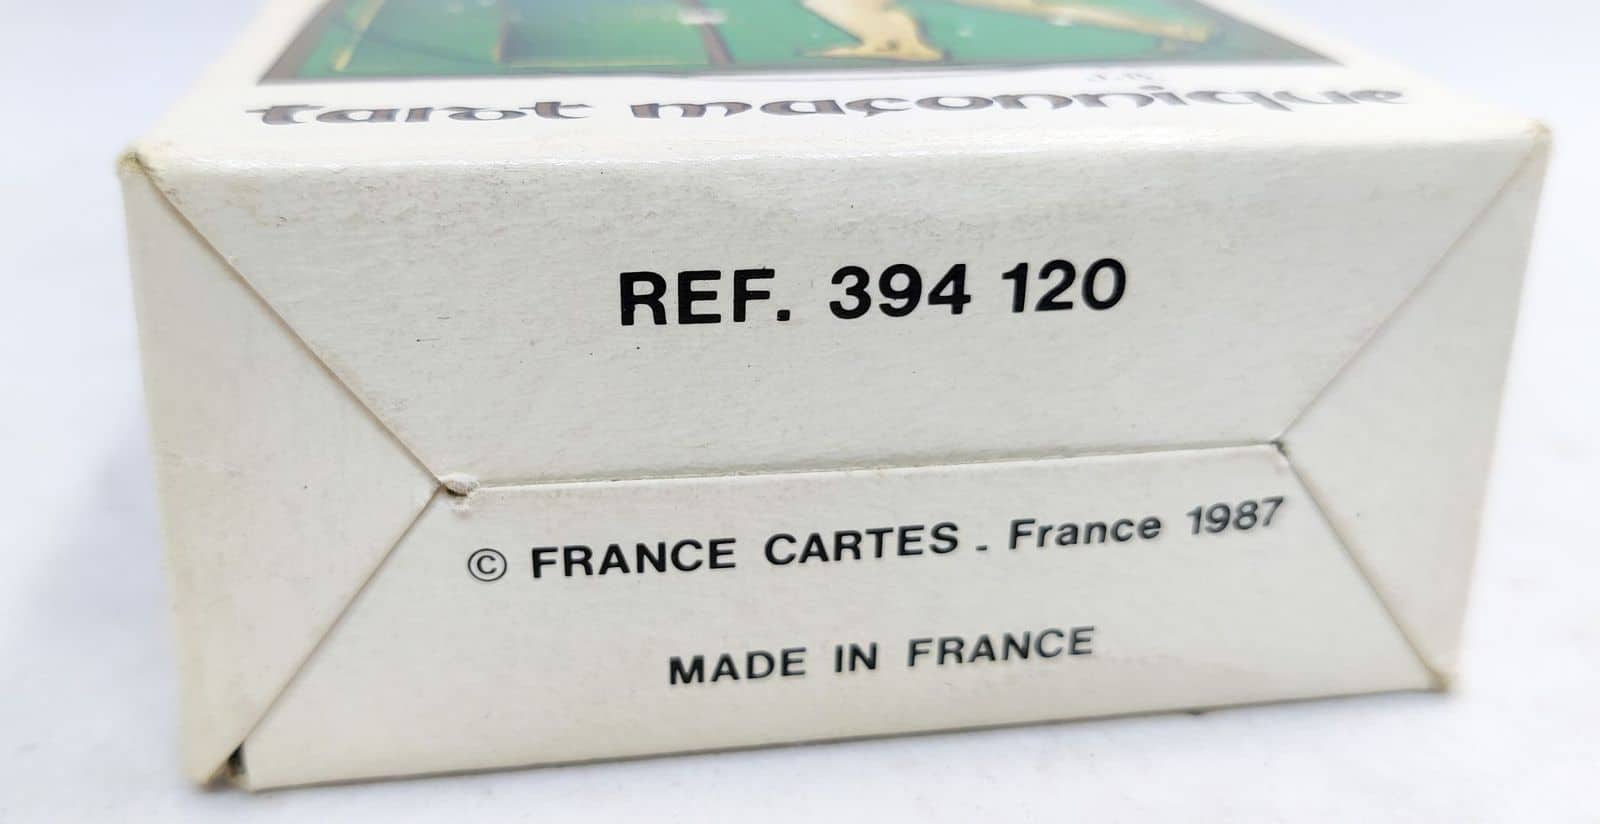 tarot maçonnique
REF. 394 120
© FRANCE CARTES - France 1987
MADE IN FRANCE